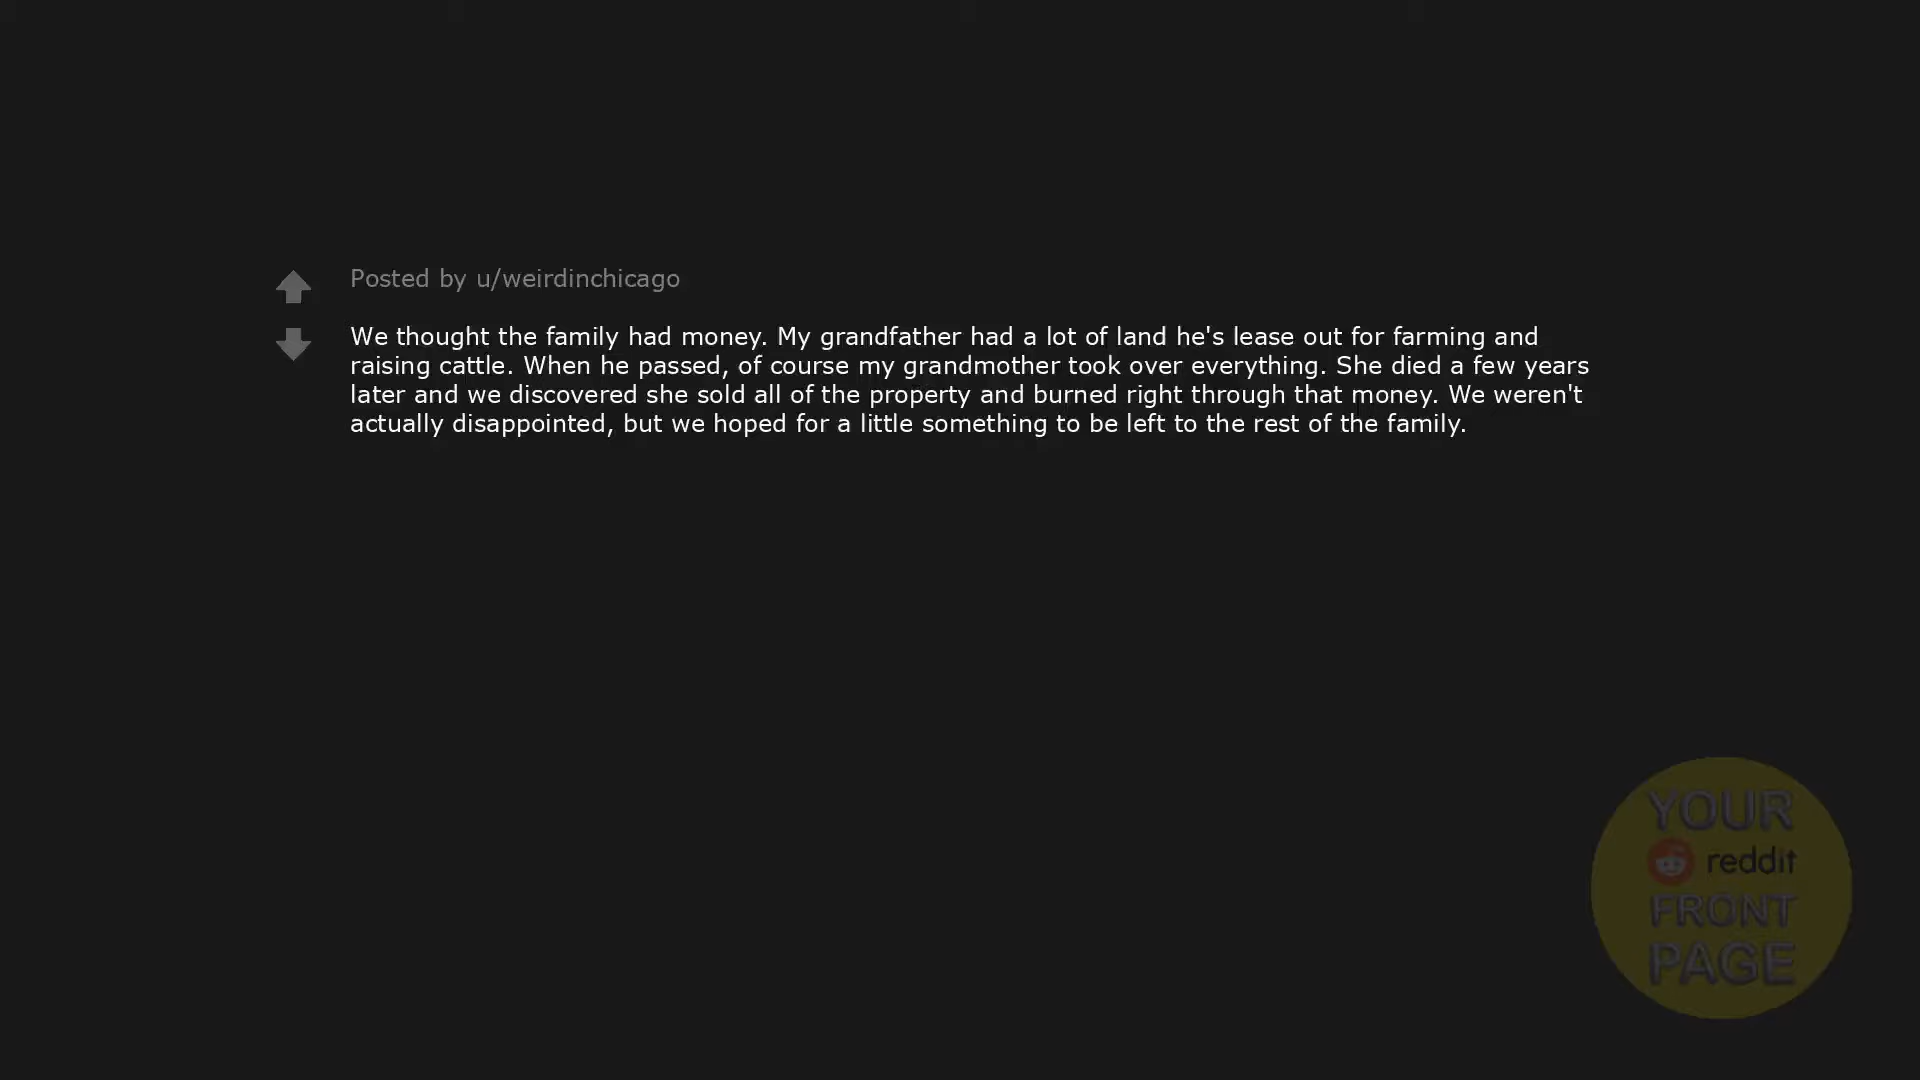 Posted by u/weirdinchicago
We thought the family had money. My grandfather had a lot of land he's lease out for farming and
raising cattle. When he passed, of course my grandmother took over everything. She died a few years
later and we discovered she sold all of the property and burned right through that money. We weren't
actually disappointed, but we hoped for a little something to be left to the rest of the family.
YOUR
reddit
FRONT
PAGE